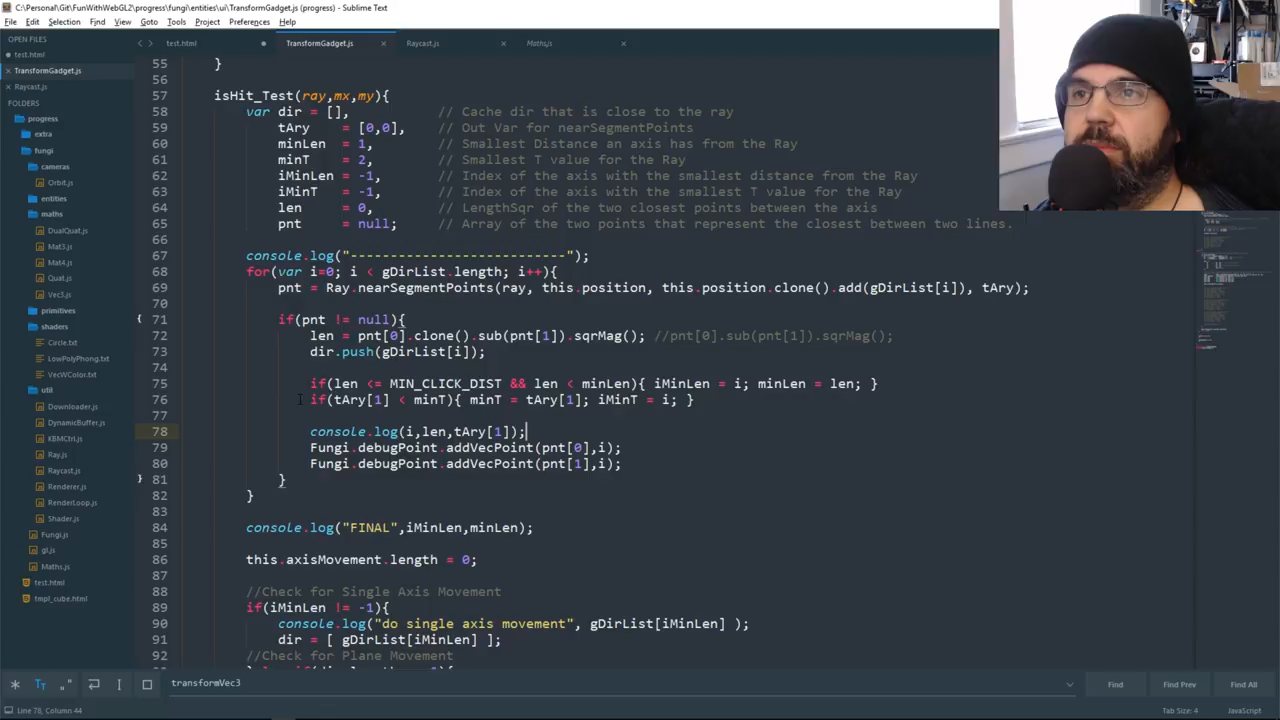 C:\Personal\Git\FunWithWebGL2\progress\fungi\entities\ui\TransformGadget.js (progress) - Sublime Text
File Edit Selection Find View Goto Tools Project Preferences Help
OPEN FILES
test.html
TransformGadget.js
Raycast.js
FOLDERS
progress
extra
fungi
cameras
Orbit.js
entities
maths
DualQuat.js
Mat3.js
Mat4.js
Quat.js
Vec3.js
primitives
shaders
Circle.txt
LowPolyPhong.txt
VecWColor.txt
util
Downloader.js
DynamicBuffer.js
KBMCtrl.js
Ray.js
Raycast.js
Renderer.js
RenderLoop.js
Shader.js
Fungi.js
gl.js
Maths.js
test.html
tmpl_cube.html
test.html TransformGadget.js Raycast.js Maths.js
55 }
56
57 isHit_Test(ray,mx,my){
58 var dir = [], // Cache dir that is close to the ray
59 tAry = [0,0], // Out Var for nearSegmentPoints
60 minLen = 1, // Smallest Distance an axis has from the Ray
61 minT = 2, // Smallest T value for the Ray
62 iMinLen = -1, // Index of the axis with the smallest distance from the Ray
63 iMinT = -1, // Index of the axis with the smallest T value for the Ray
64 len = 0, // LengthSqr of the two closest points between the axis
65 pnt = null; // Array of the two points that represent the closest between two lines.
66
67 console.log("---------------------------");
68 for(var i=0; i < gDirList.length; i++){
69 pnt = Ray.nearSegmentPoints(ray, this.position, this.position.clone().add(gDirList[i]), tAry);
70
71 if(pnt != null){
72 len = pnt[0].clone().sub(pnt[1]).sqrMag(); //pnt[0].sub(pnt[1]).sqrMag();
73 dir.push(gDirList[i]);
74
75 if(len <= MIN_CLICK_DIST && len < minLen){ iMinLen = i; minLen = len; }
76 if(tAry[1] < minT){ minT = tAry[1]; iMinT = i; }
77
78 console.log(i,len,tAry[1]);
79 Fungi.debugPoint.addVecPoint(pnt[0],i);
80 Fungi.debugPoint.addVecPoint(pnt[1],i);
81 }
82 }
83
84 console.log("FINAL",iMinLen,minLen);
85
86 this.axisMovement.length = 0;
87
88 //Check for Single Axis Movement
89 if(iMinLen != -1){
90 console.log("do single axis movement", gDirList[iMinLen] );
91 dir = [ gDirList[iMinLen] ];
92 //Check for Plane Movement
transformVec3
Find Find Prev Find All
Line 78, Column 44
Tab Size: 4 JavaScript